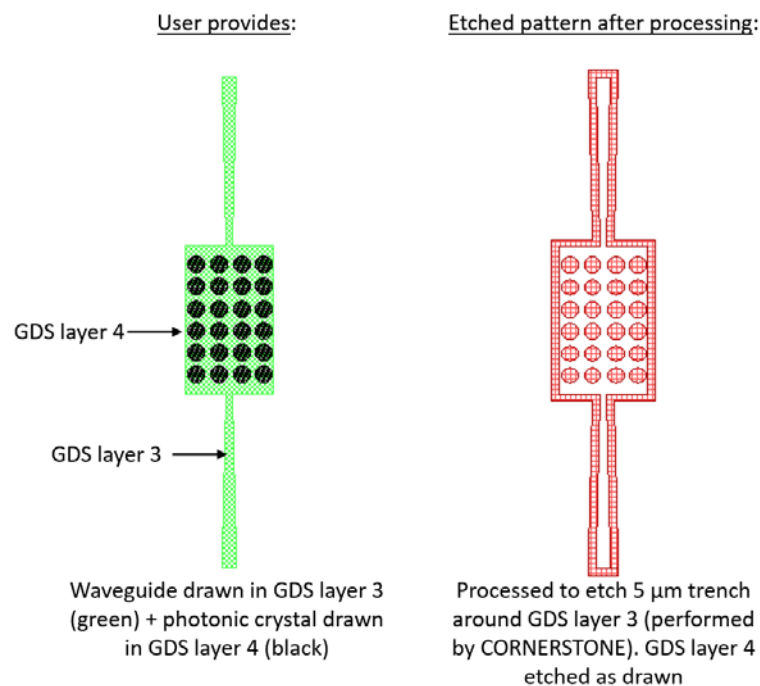 User provides:
Etched pattern after processing:
GDS layer 4
GDS layer 3
Waveguide drawn in GDS layer 3
(green) + photonic crystal drawn
in GDS layer 4 (black)
Processed to etch 5 µm trench
around GDS layer 3 (performed
by CORNERSTONE). GDS layer 4
etched as drawn